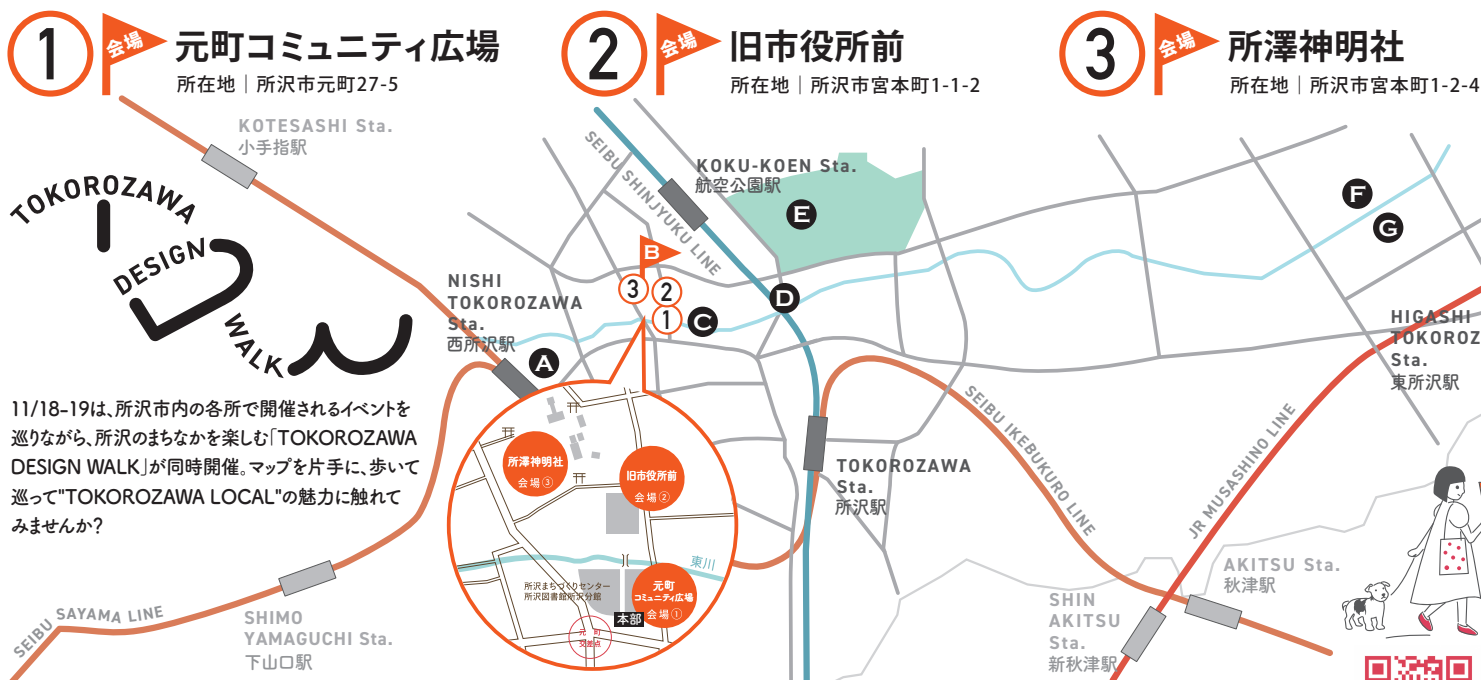 1
会場
元町コミュニティ広場
所在地｜所沢市元町27-5
2
会場
旧市役所前
所在地｜所沢市宮本町1-1-2
3
会場
所澤神明社
所在地｜所沢市宮本町1-2-4
KOTESASHI Sta.
小手指駅
TOKOROZAWA
DESIGN
WALK
SEIBU SHINJYUKU LINE
KOKU-KOEN Sta.
航空公園駅
E
F
G
B
3
2
1
C
D
NISHI
TOKOROZAWA
Sta.
西所沢駅
A
HIGASHI
TOKOROZ
Sta.
東所沢駅
11/18-19は、所沢市内の各所で開催されるイベントを
巡りながら、所沢のまちなかを楽しむ「TOKOROZAWA
DESIGN WALK」が同時開催。マップを片手に、歩いて
巡って"TOKOROZAWA LOCAL"の魅力に触れて
みませんか?
所澤神明社
会場③
旧市役所前
会場②
東川
所沢まちづくりセンター
所沢図書館所沢分館
元町
コミュニティ広場
会場①
本部
元町
交差点
TOKOROZAWA
Sta.
所沢駅
SEIBU IKEBUKURO LINE
JR MUSASHINO LINE
AKITSU Sta.
秋津駅
SHIN
AKITSU
Sta.
新秋津駅
SEIBU SAYAMA LINE
SHIMO
YAMAGUCHI Sta.
下山口駅